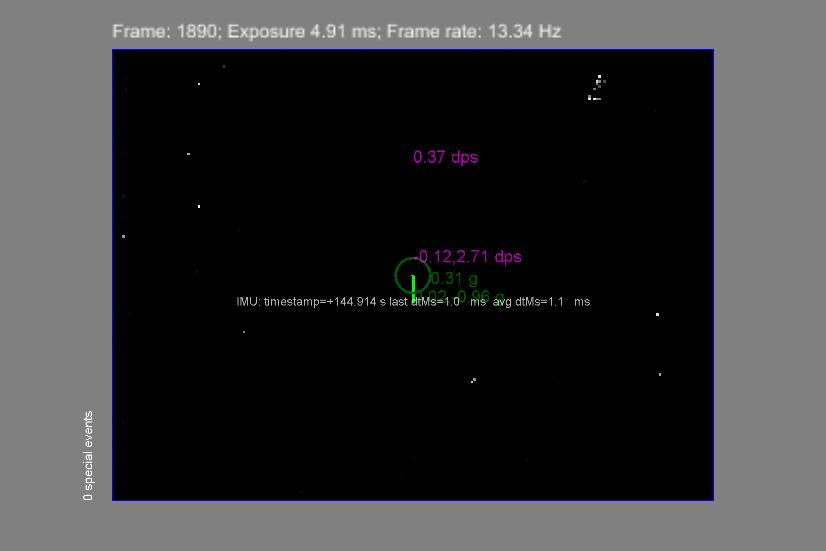 Frame: 1890; Exposure 4.91 ms; Frame rate: 13.34 Hz
0.37 dps
-0.12,2.71 dps
0.31 g
0.96 g
IMU: timestamp=+144.914 s last dtMs=1.0 ms avg dtMs=1.1 ms
0 special events